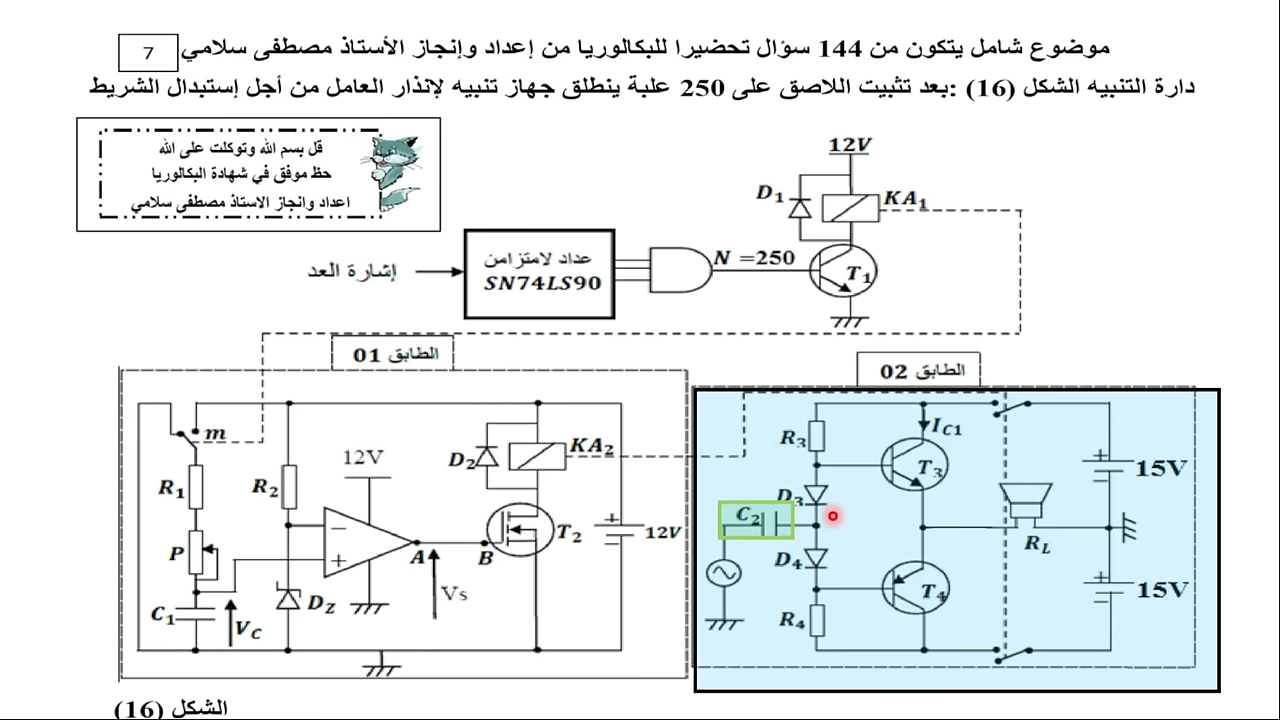 موضوع شامل يتكون من 144 سؤال تحضيرا للبكالوريا من إعداد وإنجاز الأستاذ مصطفى سلامي
7
دارة التنبيه الشكل (16) :بعد تثبيت اللاصق على 250 علبة ينطلق جهاز تنبيه لإنذار العامل من أجل إستبدال الشريط
قل بسم الله وتوكلت على الله
حظ موفق في شهادة البكالوريا
اعداد وانجاز الاستاذ مصطفى سلامي
12V
D1
KA1
إشارة العد
عداد لامتزامن
SN74LS90
N =250
T1
الطابق 01
الطابق 02
m
R1
R2
12V
D2
KA2
P
A
B
T2
12V
C1
VC
DZ
Vs
R3
IC1
T3
15V
D3
C2
D4
RL
T4
15V
R4
الشكل (16)